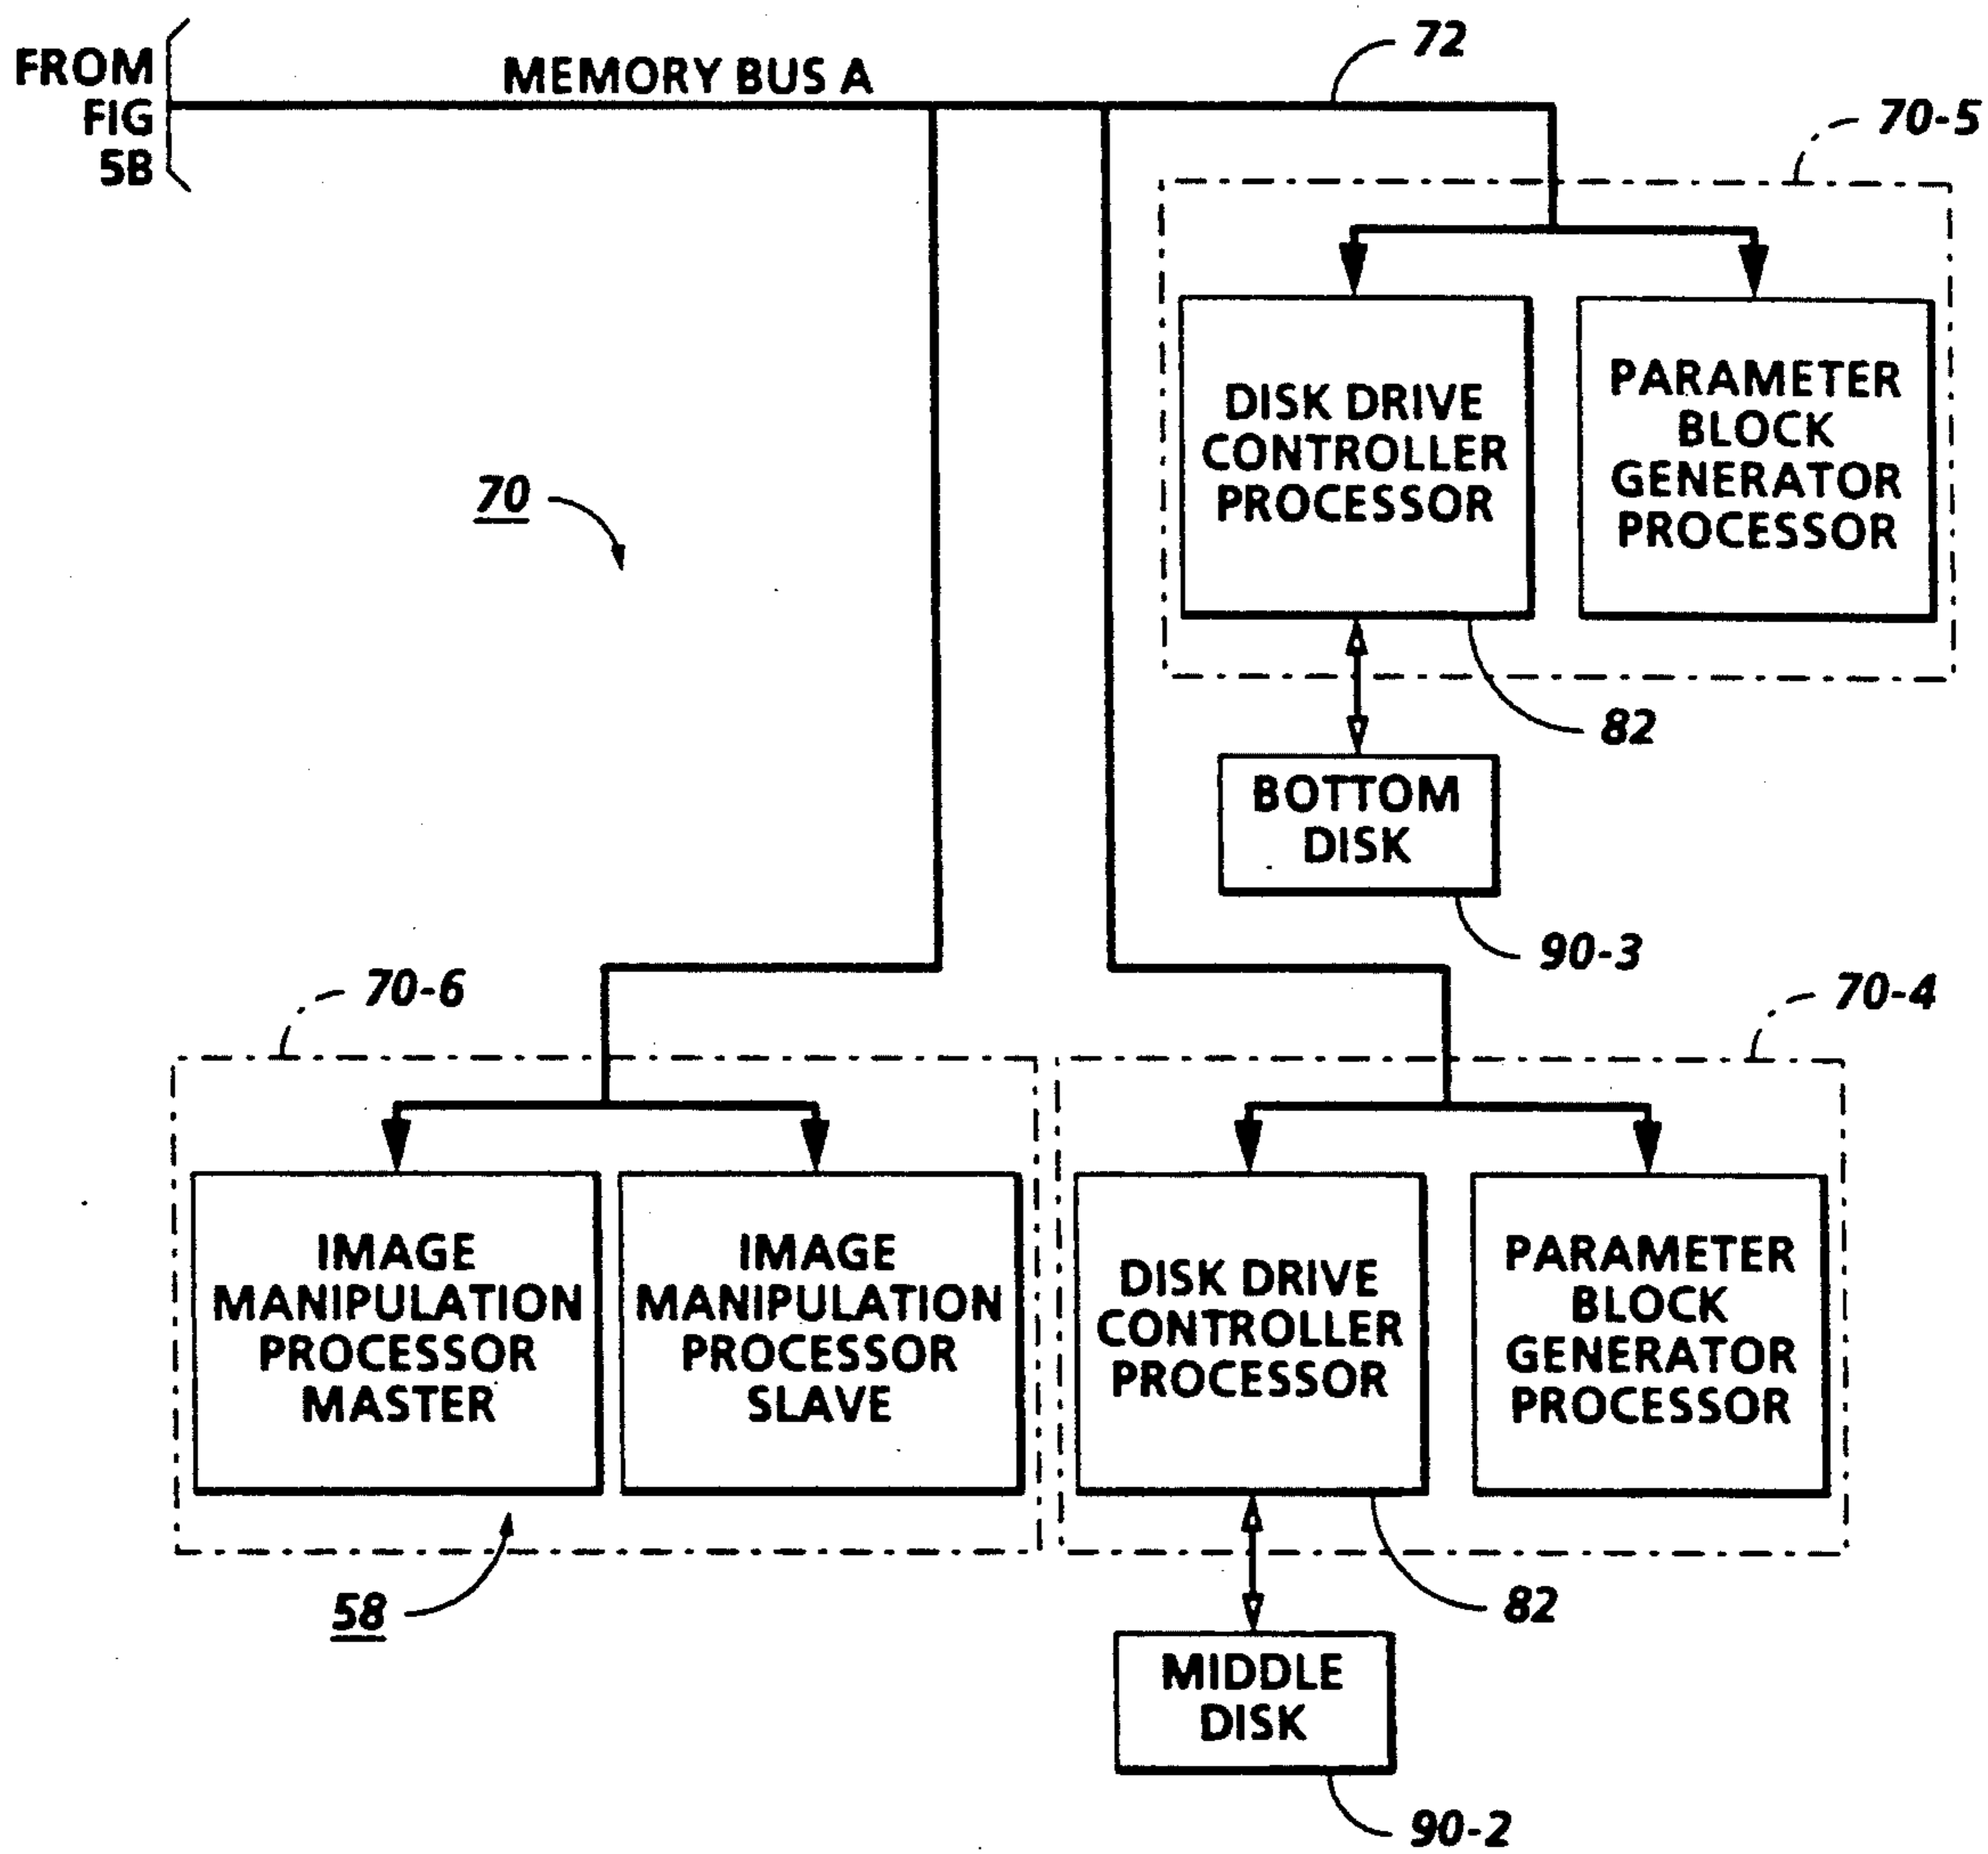 FROM
FIG
5B
MEMORY BUS A
72
70-5
DISK DRIVE
CONTROLLER
PROCESSOR
PARAMETER
BLOCK
GENERATOR
PROCESSOR
70
82
BOTTOM
DISK
90-3
70-6
70-4
IMAGE
MANIPULATION
PROCESSOR
MASTER
IMAGE
MANIPULATION
PROCESSOR
SLAVE
DISK DRIVE
CONTROLLER
PROCESSOR
PARAMETER
BLOCK
GENERATOR
PROCESSOR
58
82
MIDDLE
DISK
90-2